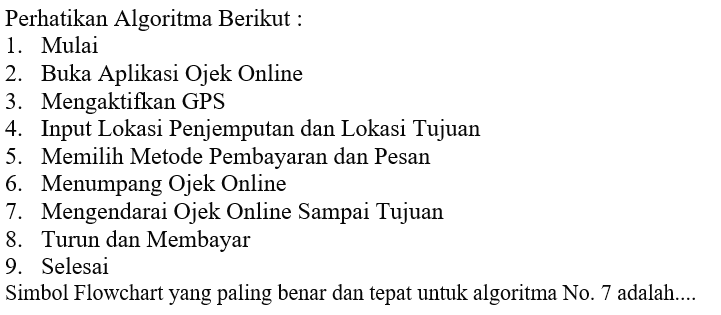 Perhatikan Algoritma Berikut :
1. Mulai
2. Buka Aplikasi Ojek Online
3. Mengaktifkan GPS
4. Input Lokasi Penjemputan dan Lokasi Tujuan
5. Memilih Metode Pembayaran dan Pesan
6. Menumpang Ojek Online
7. Mengendarai Ojek Online Sampai Tujuan
8. Turun dan Membayar
9. Selesai
Simbol Flowchart yang paling benar dan tepat untuk algoritma No. 7 adalah....